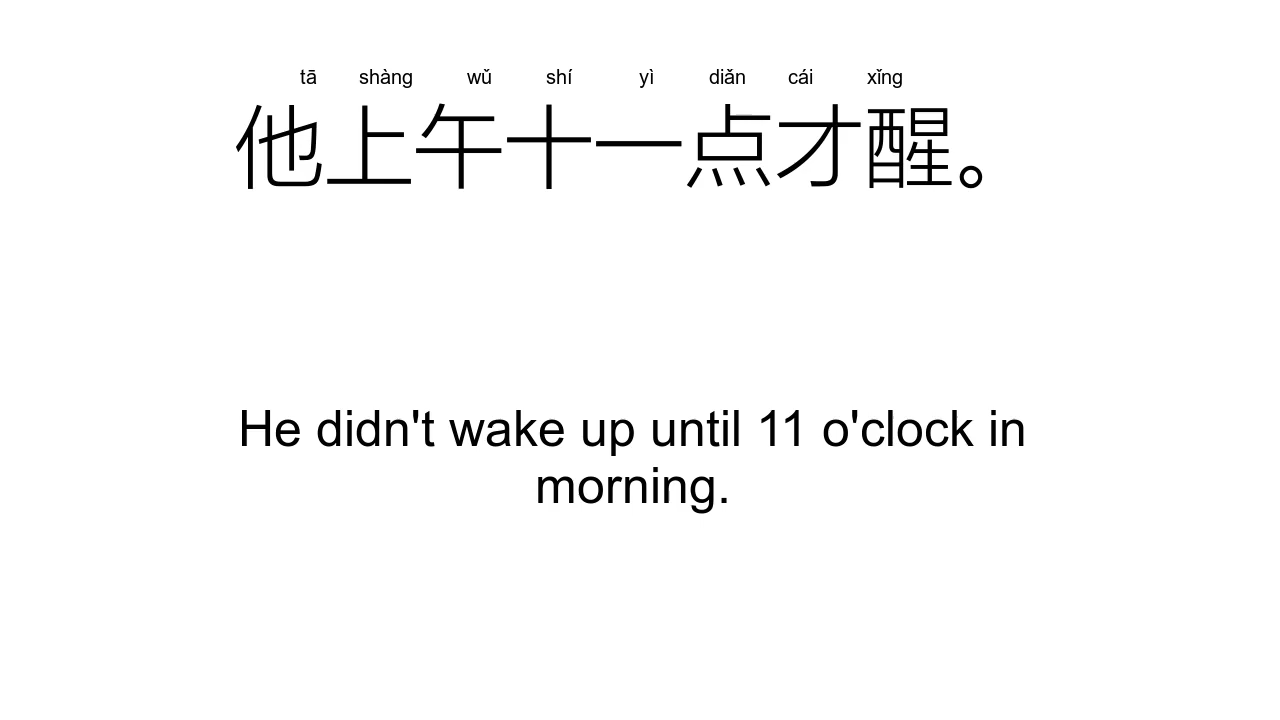 tā shàng wǔ shí yì diǎn cái xǐng
他上午十一点才醒。
He didn't wake up until 11 o'clock in
morning.